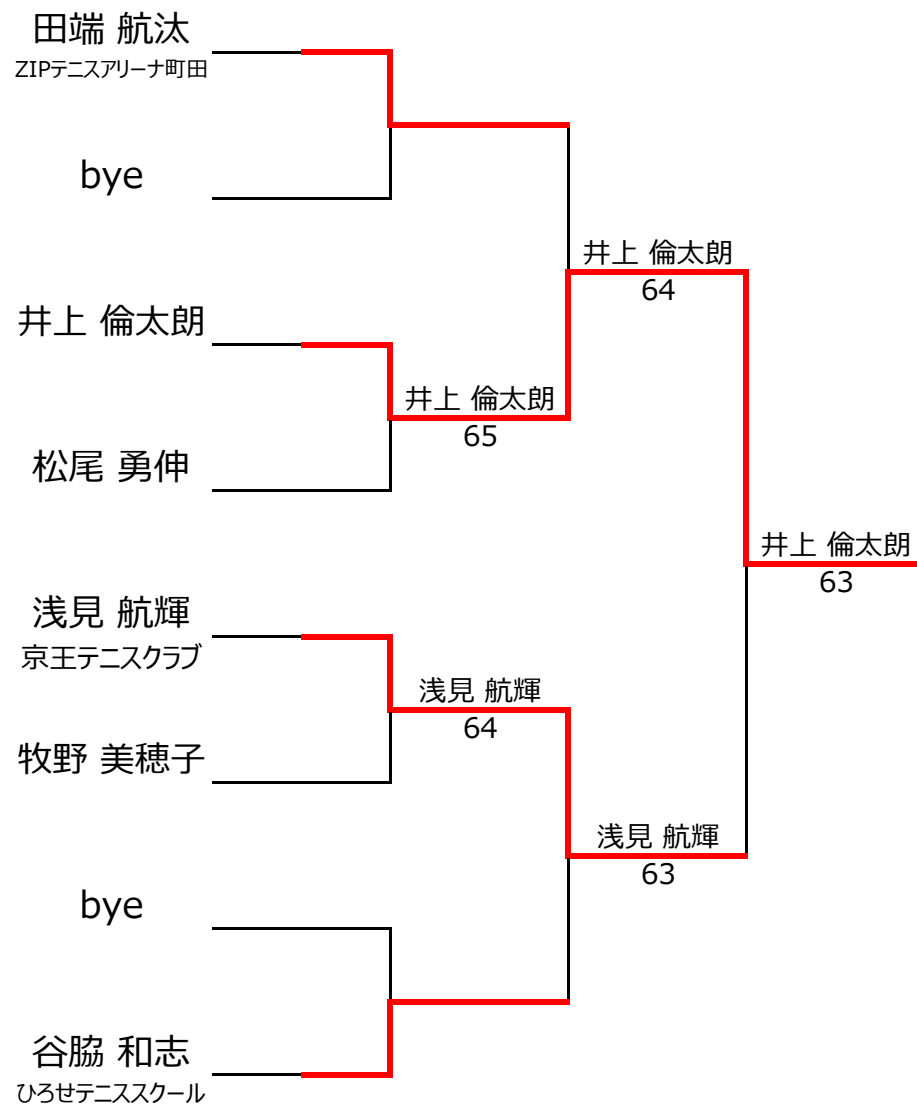 田端 航汰
ZIPテニスアリーナ町田
bye
井上 倫太朗
64
井上 倫太朗
井上 倫太朗
65
松尾 勇伸
井上 倫太朗
63
浅見 航輝
京王テニスクラブ
浅見 航輝
64
牧野 美穂子
浅見 航輝
63
bye
谷脇 和志
ひろせテニススクール